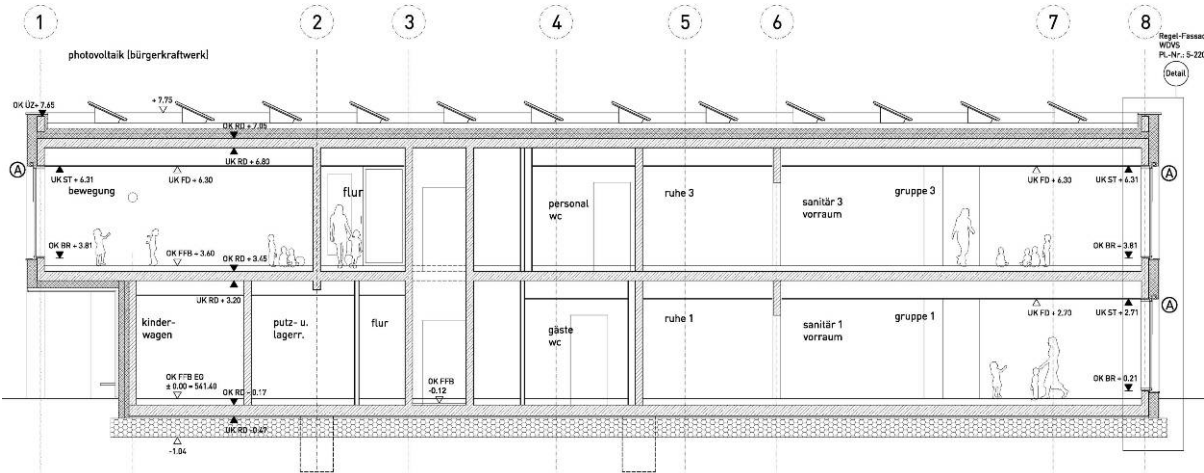 1 2 3 4 5 6 7 8
photovoltaik [bürgerkraftwerk]
Regel-Fassad
WDVS
PL-Nr.: 5-220
Detail
OK ÜZ+ 7.65
+ 7.75
OK RD + 7.05
UK RD + 6.80
A
UK ST + 6.31
UK FD + 6.30
bewegung
flur
personal
wc
ruhe 3
sanitär 3
vorraum
gruppe 3
UK FD + 6.30
UK ST + 6.31
A
OK BR + 3.81
OK FFB + 3.60
OK RD + 3.45
OK BR + 3.81
UK RD + 3.20
kinder-
wagen
putz- u.
lagerr.
flur
gäste
wc
ruhe 1
sanitär 1
vorraum
gruppe 1
UK FD + 2.70
UK ST + 2.71
A
OK FFB EG
± 0.00 = 541.40
OK RD - 0.17
OK FFB
-0.12
OK BR + 0.21
UK RD -0.47
-1.04